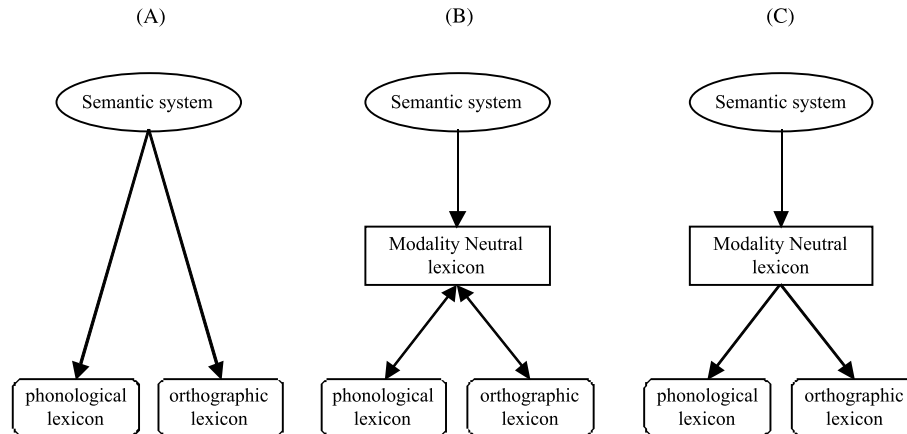 (A)
(B)
(C)
Semantic system
Semantic system
Semantic system
Modality Neutral
lexicon
Modality Neutral
lexicon
phonological
lexicon
orthographic
lexicon
phonological
lexicon
orthographic
lexicon
phonological
lexicon
orthographic
lexicon